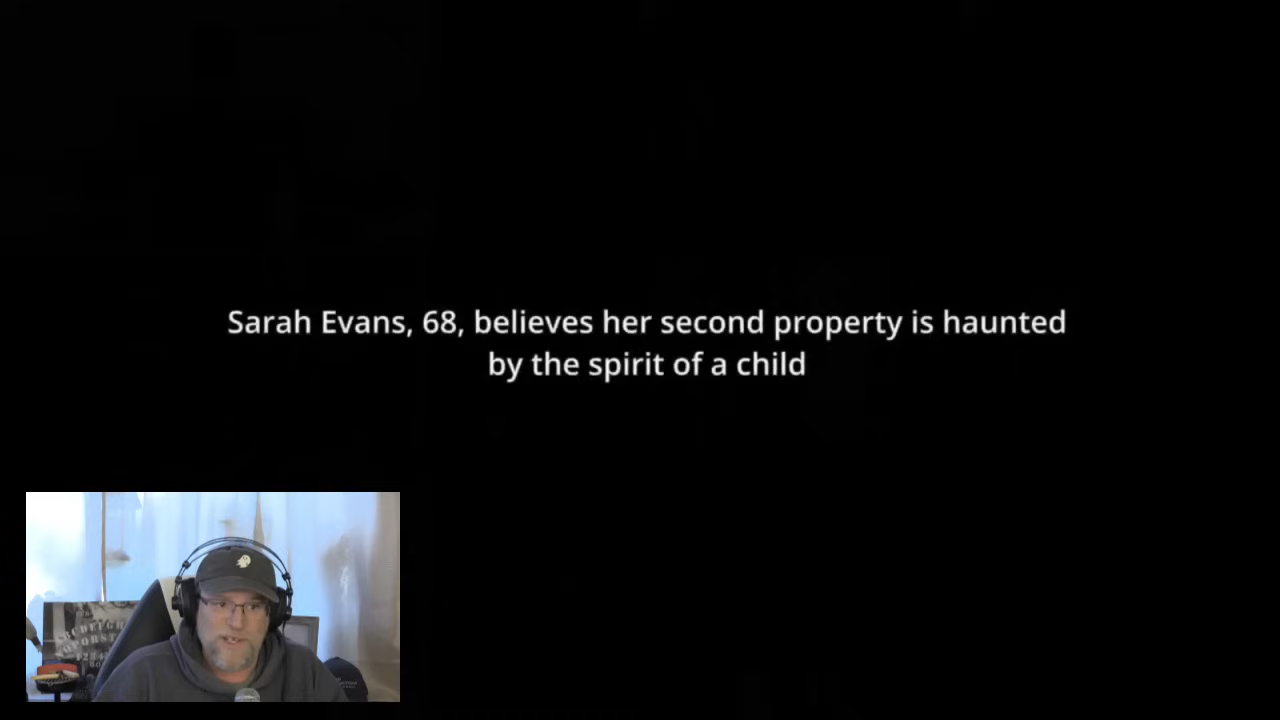 Sarah Evans, 68, believes her second property is haunted
by the spirit of a child